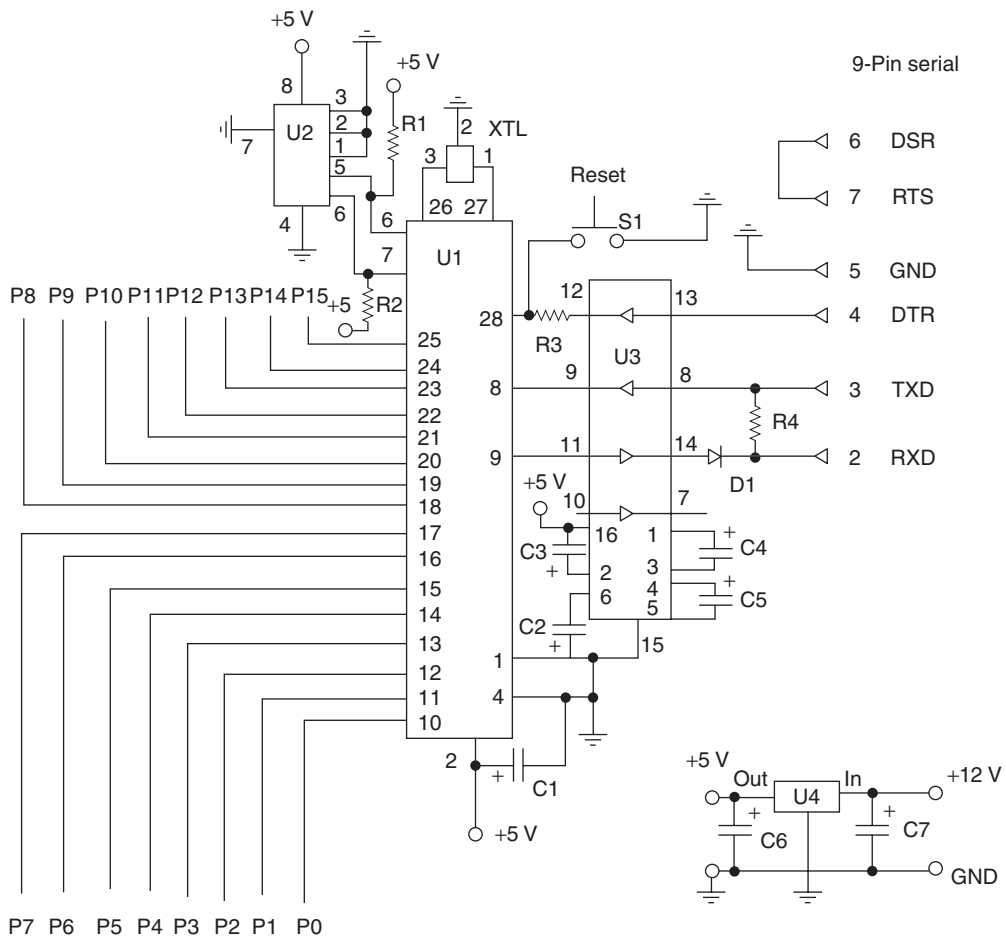 +5 V
+5 V
9-Pin serial
8
3
2
1
5
6
U2
7
4
R1
2
XTL
3
1
26
27
6
7
U1
Reset
S1
6 DSR
7 RTS
5 GND
4 DTR
3 TXD
2 RXD
P8 P9 P10 P11 P12 P13 P14 P15
+5
R2
28
R3
12
13
U3
8
9
8
R4
9
11
14
D1
10
7
+5 V
16
1
C3
+
2
3
+
C4
6
4
+
5
C5
C2
+
15
1
4
25
24
23
22
21
20
19
18
17
16
15
14
13
12
11
10
2
+
C1
+5 V
+5 V
Out
U4
In
+12 V
+
C6
+
C7
GND
P7 P6 P5 P4 P3 P2 P1 P0